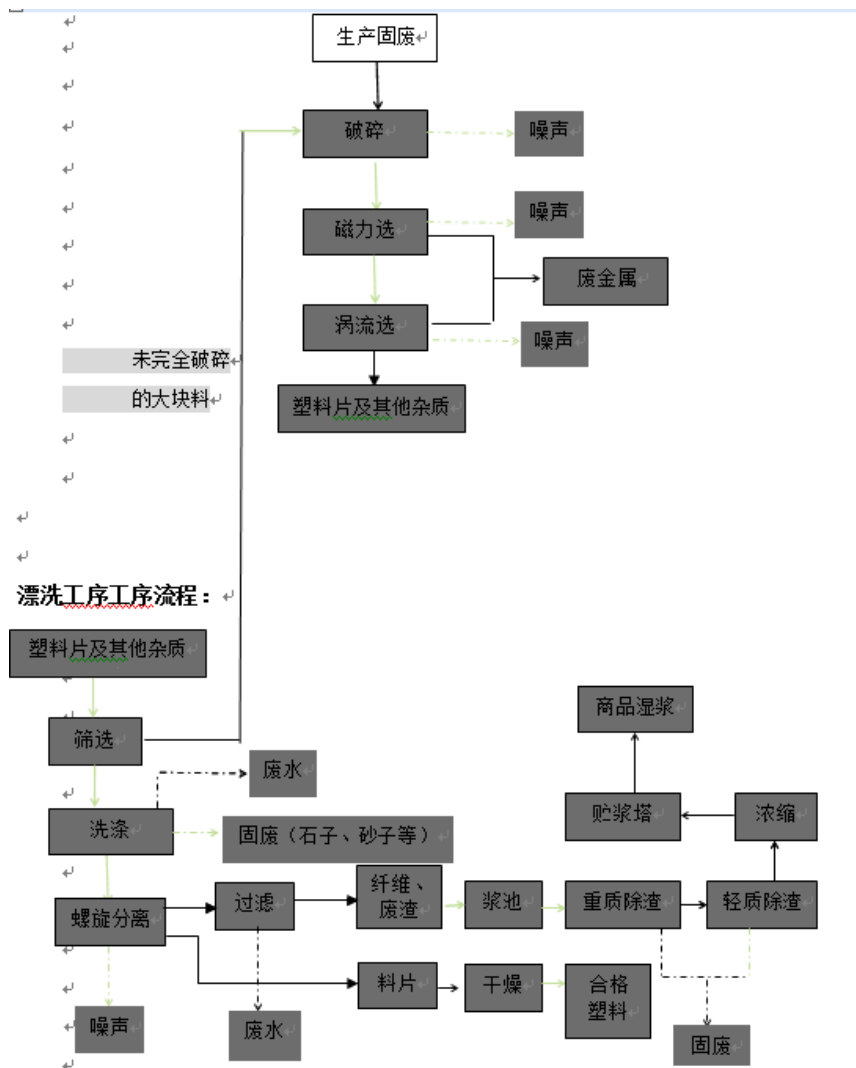 生产固废
破碎
噪声
磁力选
噪声
废金属
涡流选
噪声
未完全破碎
的大块料
塑料片及其他杂质
漂洗工序工序流程：
塑料片及其他杂质
商品湿浆
筛选
废水
贮浆塔
浓缩
洗涤
固废（石子、砂子等）
纤维、
废渣
过滤
浆池
重质除渣
轻质除渣
螺旋分离
料片
干燥
合格
塑料
噪声
废水
固废